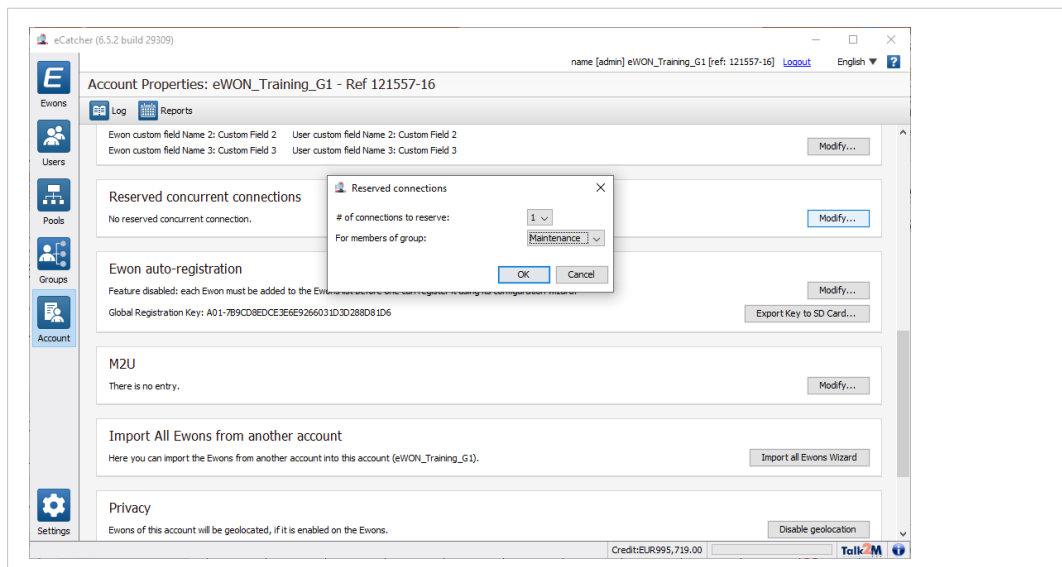 eCatcher (6.5.2 build 29309)
name [admin] eWON_Training_G1 [ref: 121557-16] Logout English ▼ ?
Account Properties: eWON_Training_G1 - Ref 121557-16
Log Reports
Ewons
Users
Pools
Groups
Account
Settings
Ewon custom field Name 2: Custom Field 2 User custom field Name 2: Custom Field 2
Ewon custom field Name 3: Custom Field 3 User custom field Name 3: Custom Field 3
Modify...
Reserved concurrent connections
No reserved concurrent connection.
Modify...
Reserved connections
# of connections to reserve: 1
For members of group: Maintenance
OK Cancel
Ewon auto-registration
Feature disabled: each Ewon must be added to the Ewons list before one can register it using its configuration wizard.
Modify...
Global Registration Key: A01-7B9CD8EDCE3E6E9266031D3D288D81D6
Export Key to SD Card...
M2U
There is no entry.
Modify...
Import All Ewons from another account
Here you can import the Ewons from another account into this account (eWON_Training_G1).
Import all Ewons Wizard
Privacy
Ewons of this account will be geolocated, if it is enabled on the Ewons.
Disable geolocation
Credit:EUR995,719.00
Talk2M